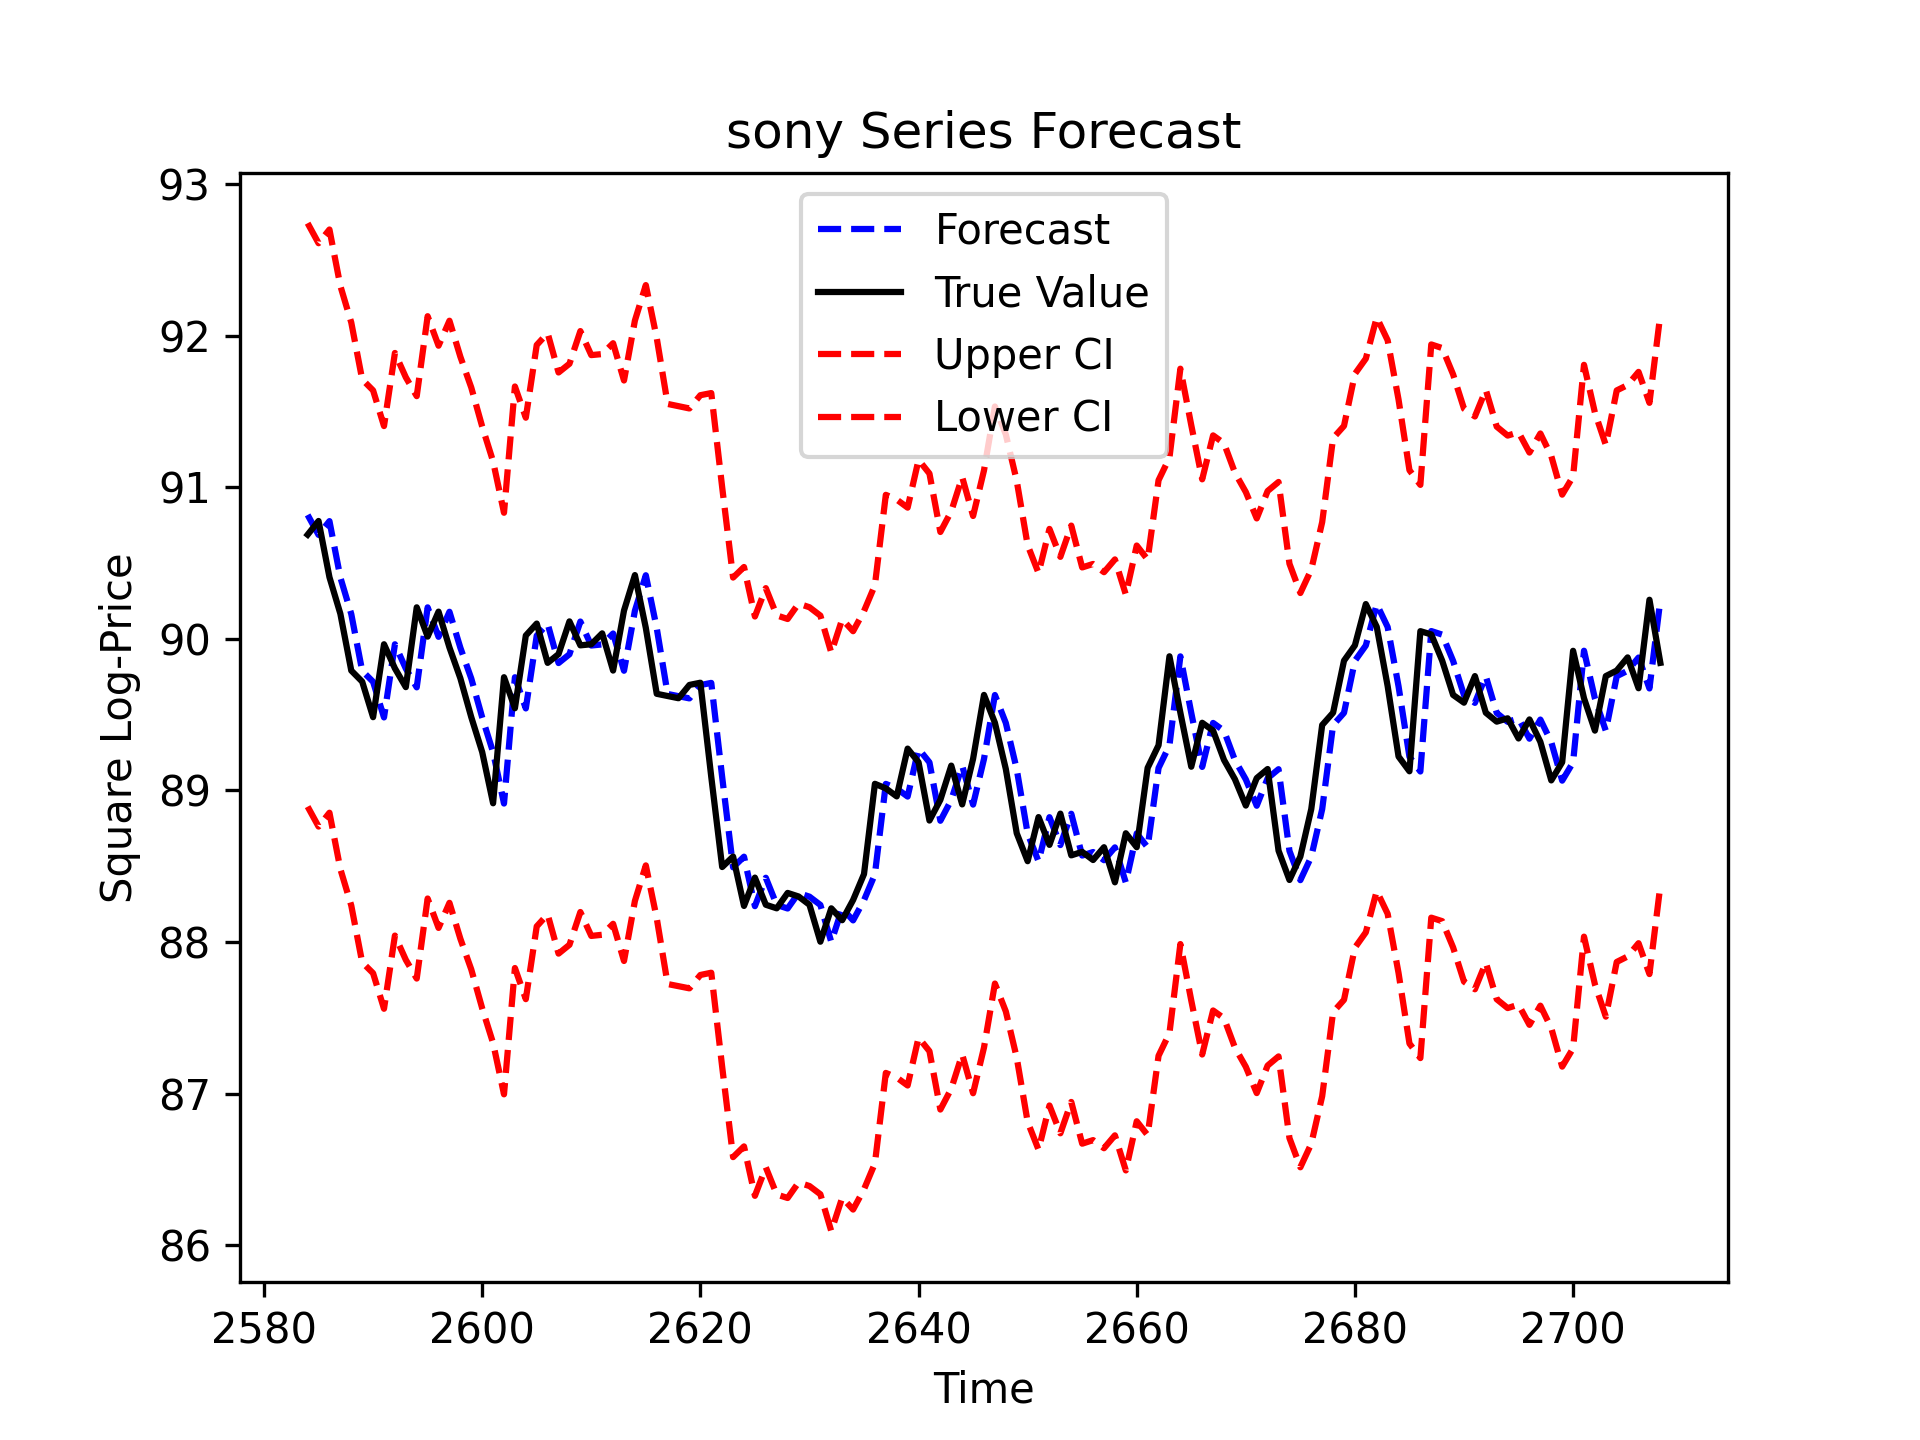 sony Series Forecast
93
92
91
90
89
88
87
86
Square Log-Price
Forecast
True Value
Upper CI
Lower CI
2580 2600 2620 2640 2660 2680 2700
Time